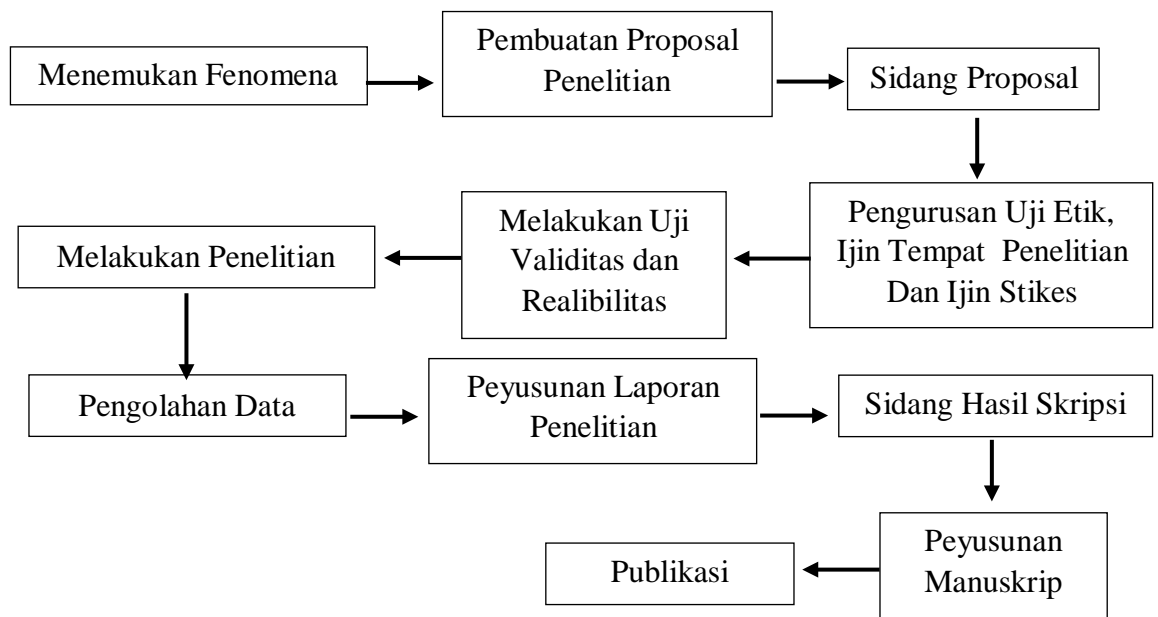 Menemukan Fenomena
Pembuatan Proposal
Penelitian
Sidang Proposal
Pengurusan Uji Etik,
Ijin Tempat Penelitian
Dan Ijin Stikes
Melakukan Uji
Validitas dan
Realibilitas
Melakukan Penelitian
Pengolahan Data
Peyusunan Laporan
Penelitian
Sidang Hasil Skripsi
Peyusunan
Manuskrip
Publikasi